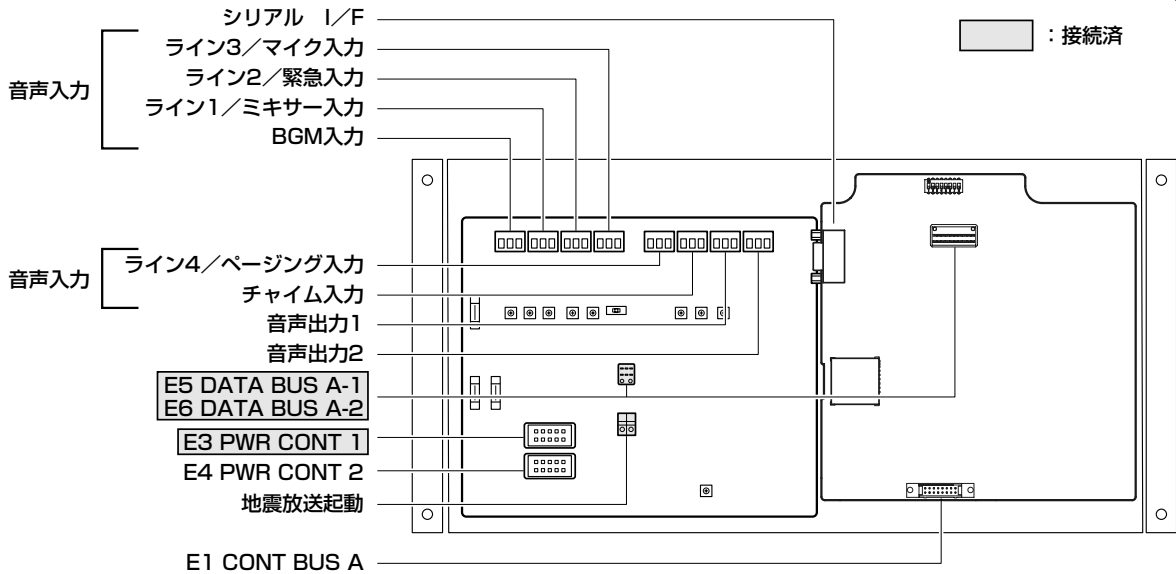 シリアル I／F
：接続済
音声入力
ライン3／マイク入力
ライン2／緊急入力
ライン1／ミキサー入力
BGM入力
音声入力
ライン4／ページング入力
チャイム入力
音声出力1
音声出力2
E5 DATA BUS A-1
E6 DATA BUS A-2
E3 PWR CONT 1
E4 PWR CONT 2
地震放送起動
E1 CONT BUS A